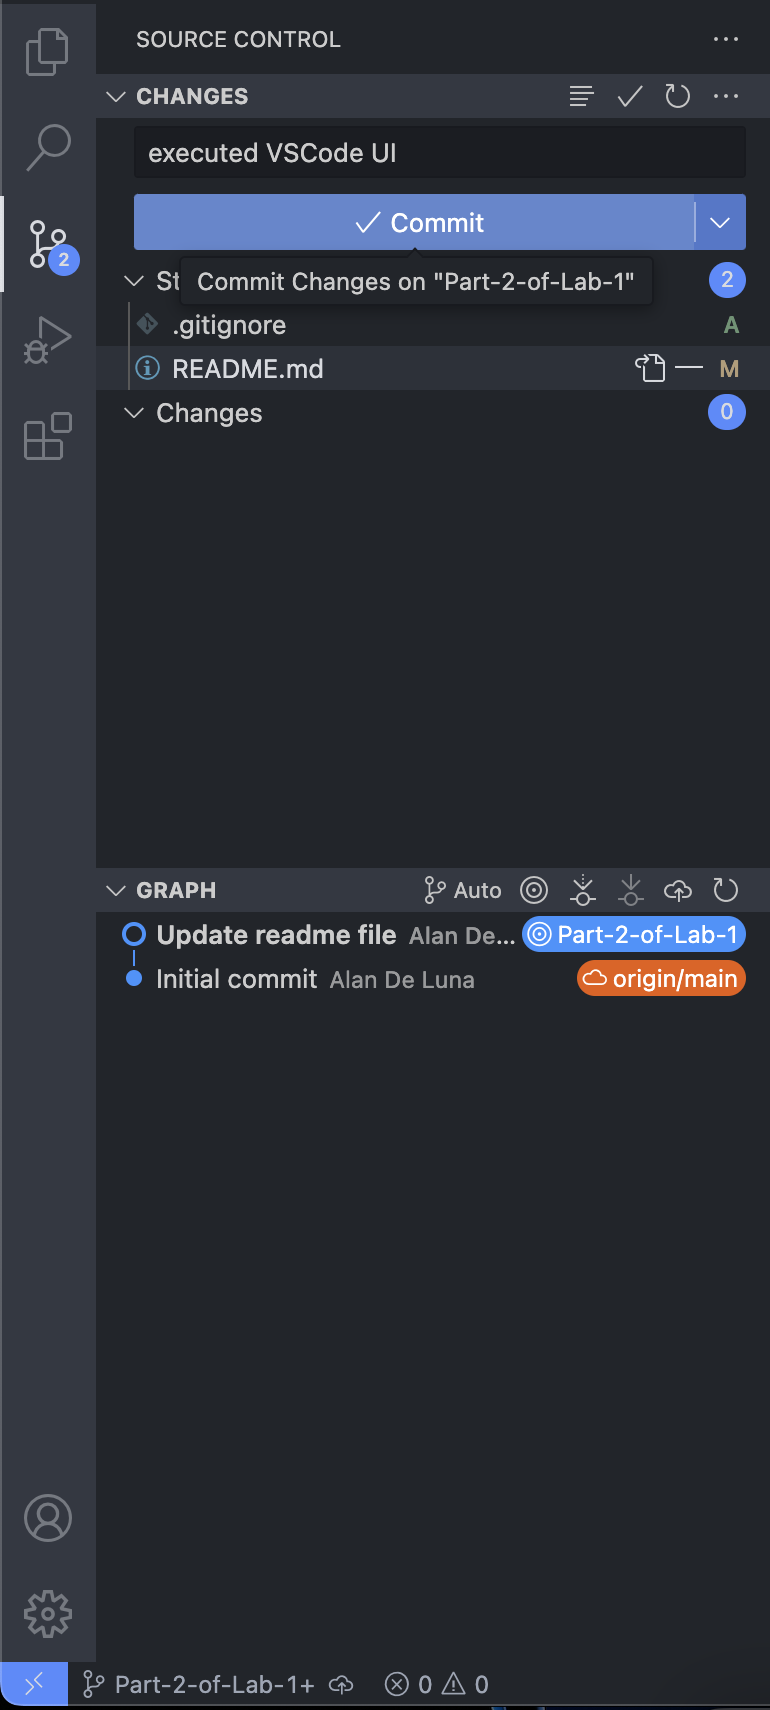 SOURCE CONTROL
CHANGES
executed VSCode UI
Commit
2
St
Commit Changes on "Part-2-of-Lab-1"
2
.gitignore
A
README.md
M
Changes
0
GRAPH
Auto
Update readme file Alan De... Part-2-of-Lab-1
Initial commit Alan De Luna origin/main
Part-2-of-Lab-1+ 0 0